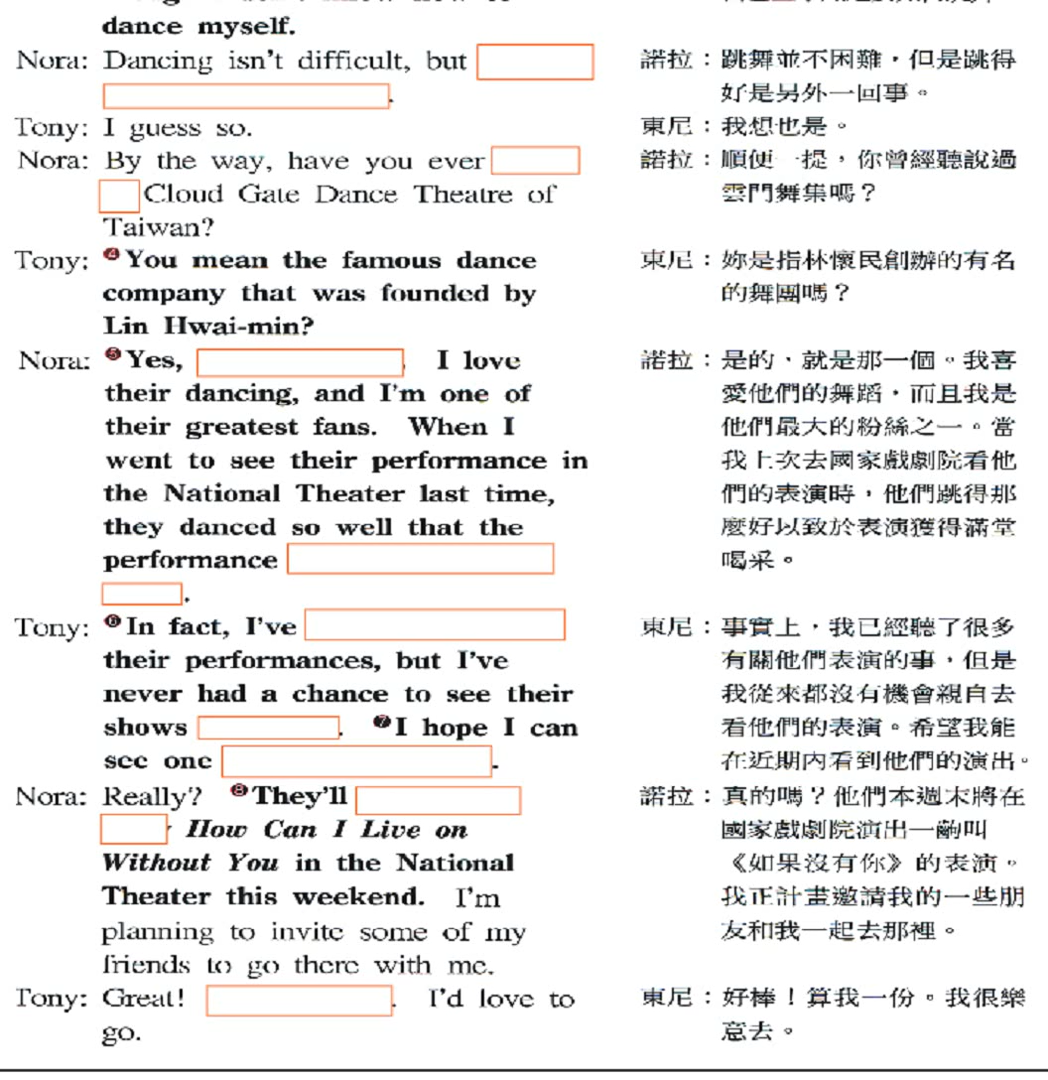 dance myself.
Nora: Dancing isn't difficult, but
.
Tony: I guess so.
Nora: By the way, have you ever
Cloud Gate Dance Theatre of
Taiwan?
Tony: ❹You mean the famous dance
company that was founded by
Lin Hwai-min?
Nora: ❺Yes, . I love
their dancing, and I'm one of
their greatest fans. When I
went to see their performance in
the National Theater last time,
they danced so well that the
performance
.
Tony: ❻In fact, I've
their performances, but I've
never had a chance to see their
shows . ❼I hope I can
see one .
Nora: Really? ❽They'll
How Can I Live on
Without You in the National
Theater this weekend. I'm
planning to invite some of my
friends to go there with me.
Tony: Great! . I'd love to
go.
諾拉：跳舞並不困難，但是跳得
好是另外一回事。
東尼：我想也是。
諾拉：順便一提，你曾經聽說過
雲門舞集嗎？
東尼：妳是指林懷民創辦的有名
的舞團嗎？
諾拉：是的，就是那一個。我喜
愛他們的舞蹈，而且我是
他們最大的粉絲之一。當
我上次去國家戲劇院看他
們的表演時，他們跳得那
麼好以致於表演獲得滿堂
喝采。
東尼：事實上，我已經聽了很多
有關他們表演的事，但是
我從來都沒有機會親自去
看他們的表演。希望我能
在近期內看到他們的演出。
諾拉：真的嗎？他們本週末將在
國家戲劇院演出一齣叫
《如果沒有你》的表演。
我正計畫邀請我的一些朋
友和我一起去那裡。
東尼：好棒！算我一份。我很樂
意去。